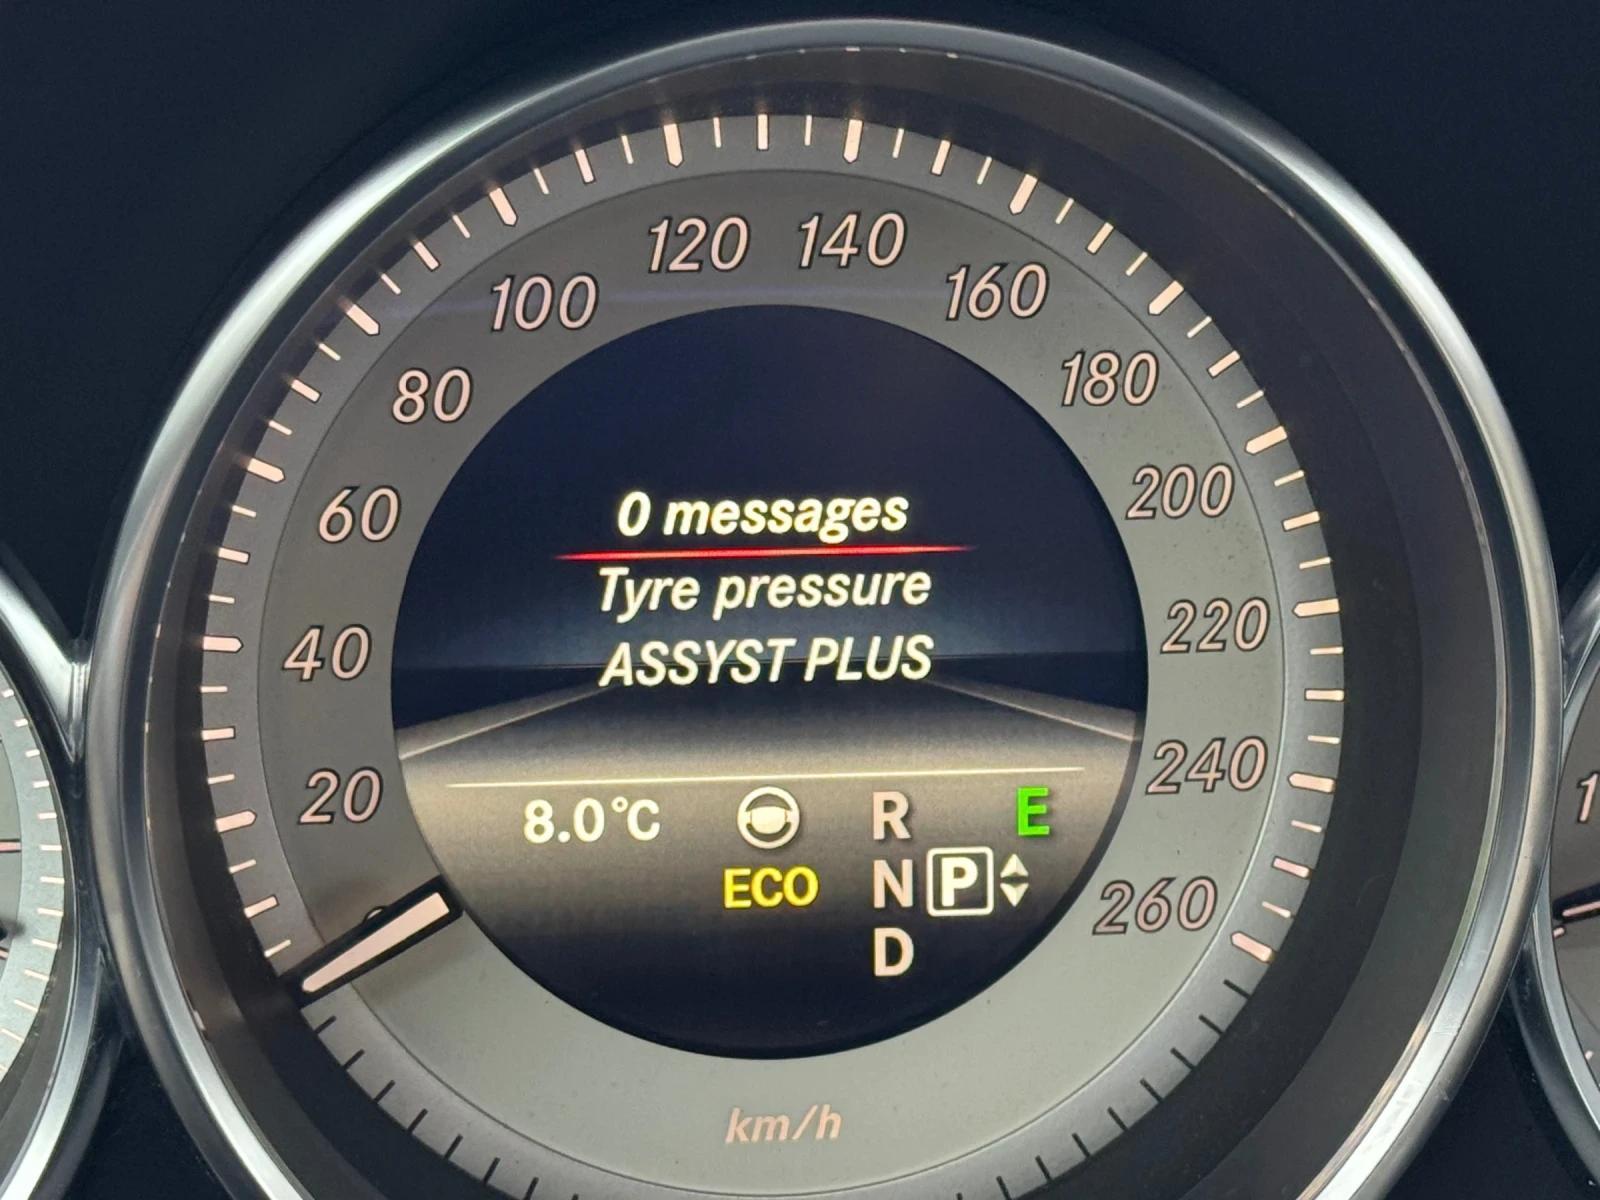 120 140
100 160
80 180
60 200
40 220
20 240
260
0 messages
Tyre pressure
ASSYST PLUS
8.0°C R E
ECO N P
D
km/h